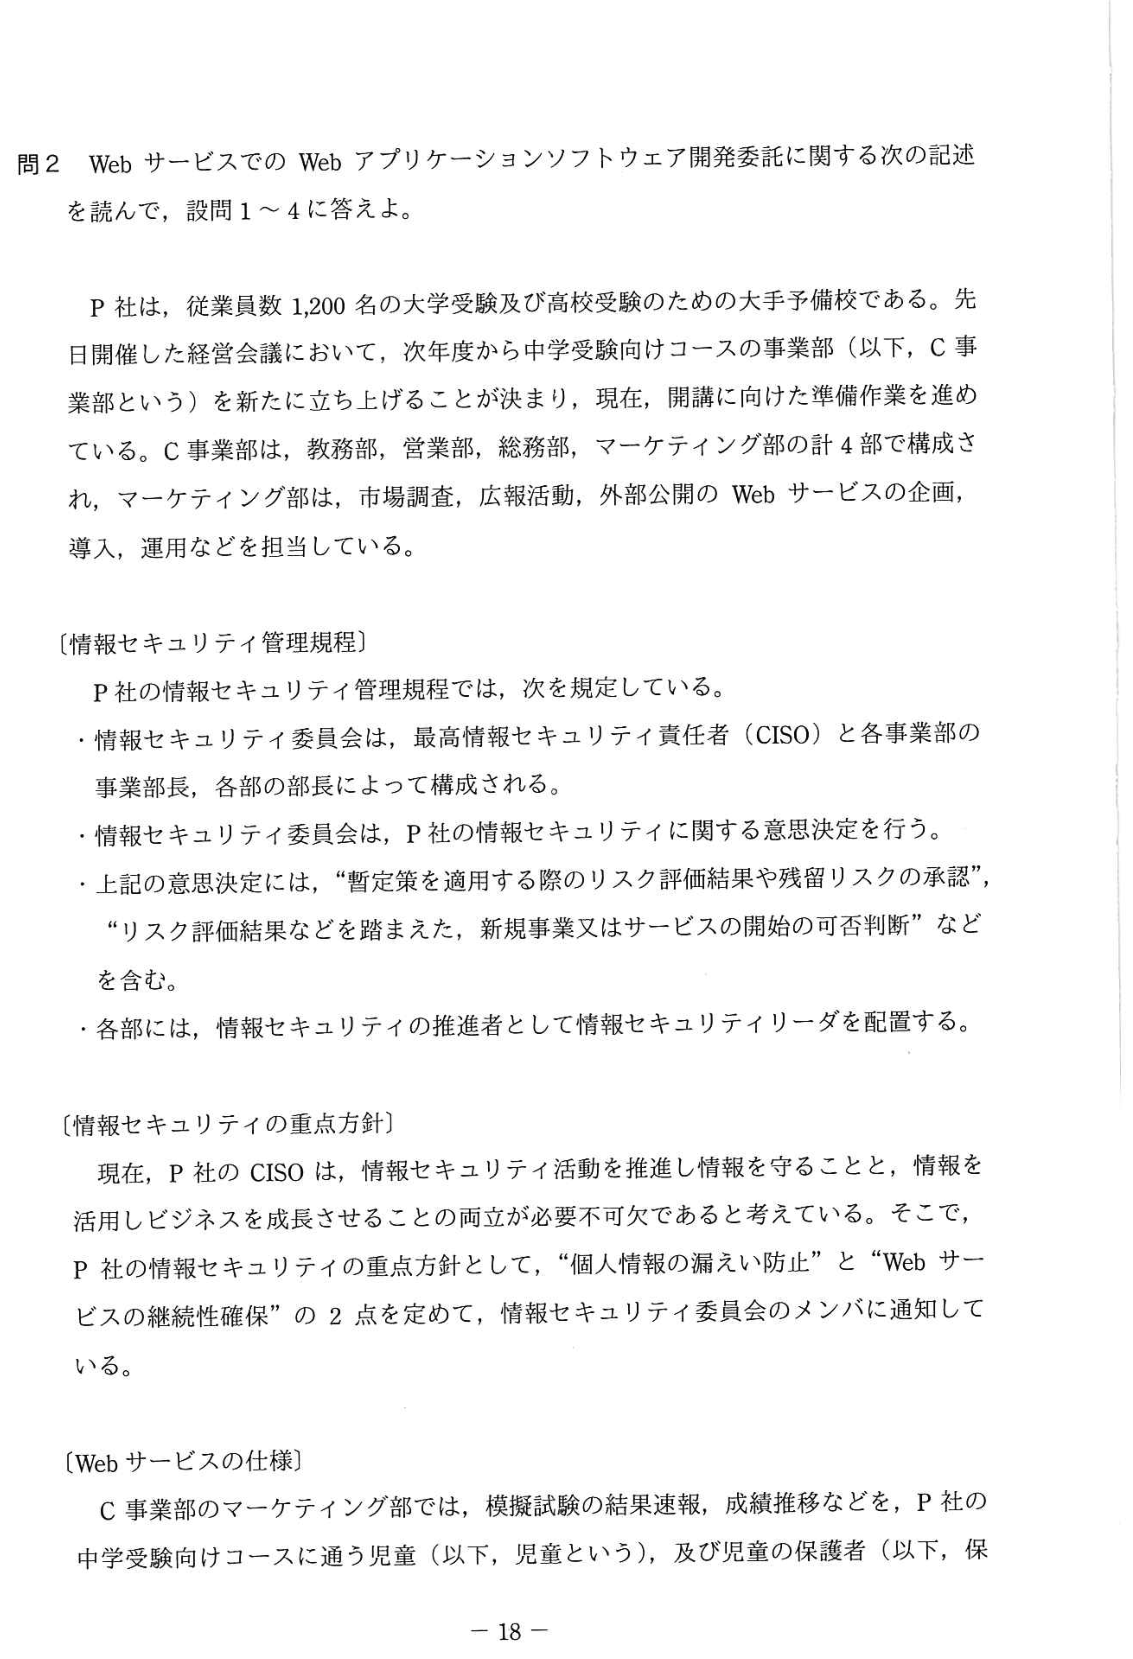 問2 Web サービスでの Web アプリケーションソフトウェア開発委託に関する次の記述
を読んで，設問1～4に答えよ。
P 社は，従業員数 1,200 名の大学受験及び高校受験のための大手予備校である。先
日開催した経営会議において，次年度から中学受験向けコースの事業部（以下，C 事
業部という）を新たに立ち上げることが決まり，現在，開講に向けた準備作業を進め
ている。C 事業部は，教務部，営業部，総務部，マーケティング部の計 4 部で構成さ
れ，マーケティング部は，市場調査，広報活動，外部公開の Web サービスの企画，
導入，運用などを担当している。
〔情報セキュリティ管理規程〕
P 社の情報セキュリティ管理規程では，次を規定している。
・情報セキュリティ委員会は，最高情報セキュリティ責任者（CISO）と各事業部の
事業部長，各部の部長によって構成される。
・情報セキュリティ委員会は，P 社の情報セキュリティに関する意思決定を行う。
・上記の意思決定には，“暫定策を適用する際のリスク評価結果や残留リスクの承認”，
“リスク評価結果などを踏まえた，新規事業又はサービスの開始の可否判断” など
を含む。
・各部には，情報セキュリティの推進者として情報セキュリティリーダを配置する。
〔情報セキュリティの重点方針〕
現在，P 社の CISO は，情報セキュリティ活動を推進し情報を守ることと，情報を
活用しビジネスを成長させることの両立が必要不可欠であると考えている。そこで，
P 社の情報セキュリティの重点方針として，“個人情報の漏えい防止” と “Web サー
ビスの継続性確保” の 2 点を定めて，情報セキュリティ委員会のメンバに通知して
いる。
〔Web サービスの仕様〕
C 事業部のマーケティング部では，模擬試験の結果速報，成績推移などを，P 社の
中学受験向けコースに通う児童（以下，児童という），及び児童の保護者（以下，保
－ 18 －